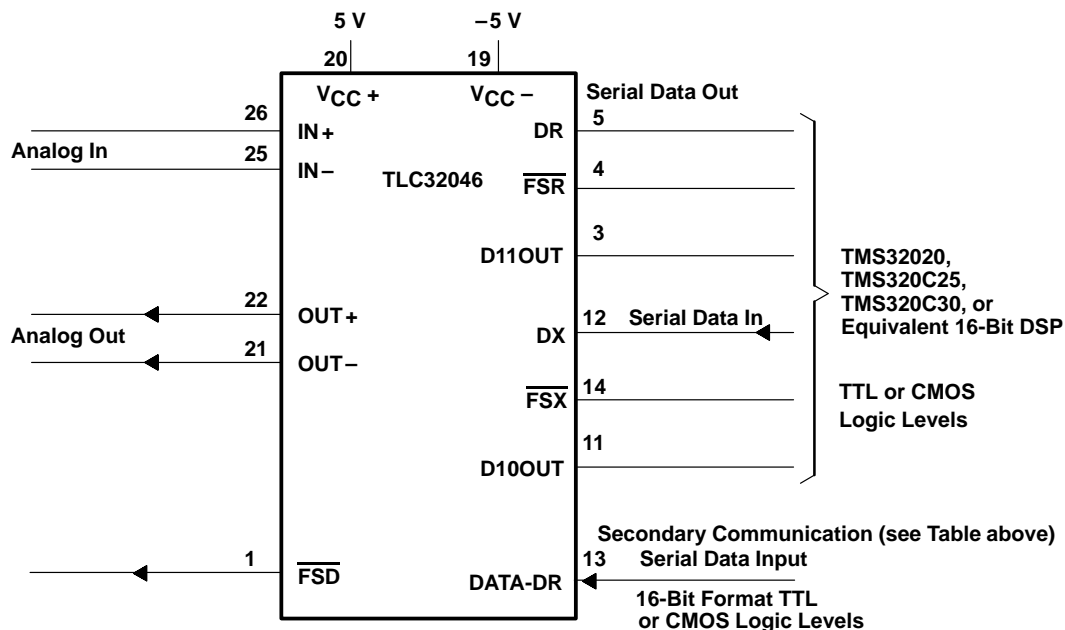 5 V
–5 V
20
19
VCC +
VCC –
Serial Data Out
26
IN +
DR
5
Analog In
25
IN –
TLC32046
FSR
4
D11OUT
3
TMS32020,
TMS320C25,
TMS320C30, or
Equivalent 16-Bit DSP
22
OUT +
DX
12
Serial Data In
Analog Out
21
OUT –
FSX
14
TTL or CMOS
Logic Levels
D10OUT
11
Secondary Communication (see Table above)
1
FSD
DATA-DR
13
Serial Data Input
16-Bit Format TTL
or CMOS Logic Levels